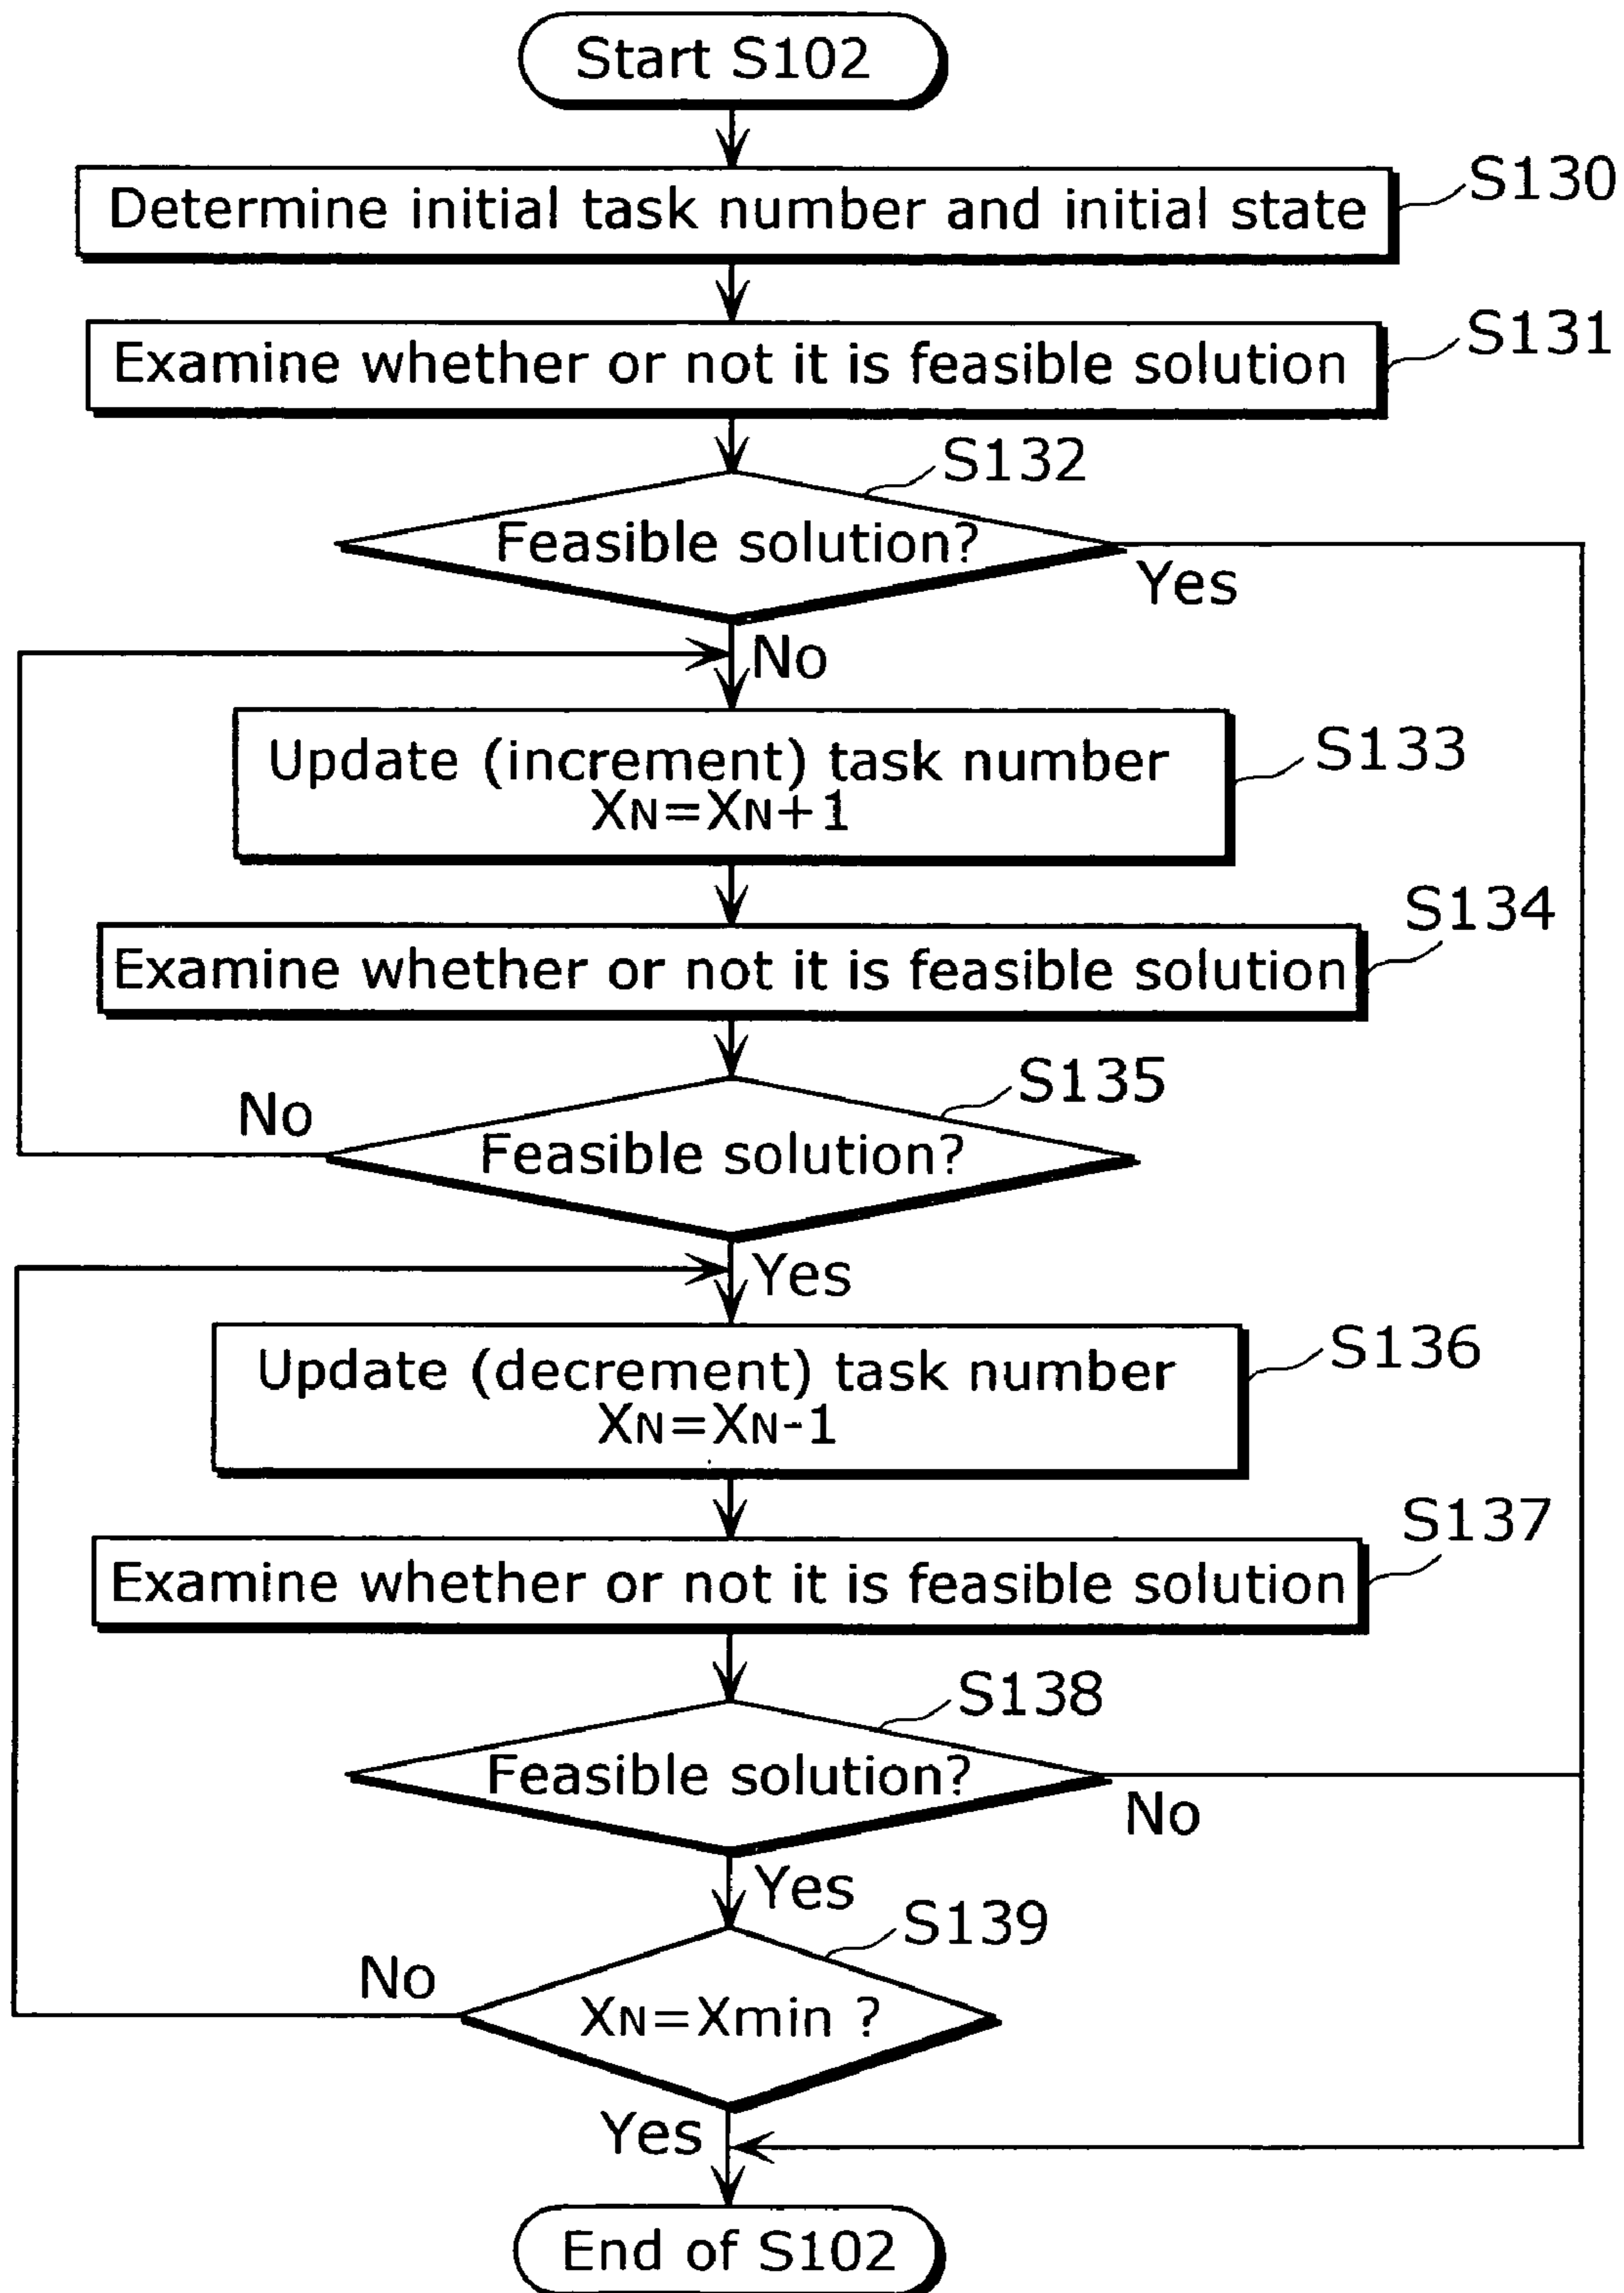 Start S102
S130
Determine initial task number and initial state
S131
Examine whether or not it is feasible solution
S132
Feasible solution?
Yes
No
S133
Update (increment) task number
XN=XN+1
S134
Examine whether or not it is feasible solution
S135
No
Feasible solution?
Yes
S136
Update (decrement) task number
XN=XN-1
S137
Examine whether or not it is feasible solution
S138
Feasible solution?
No
Yes
S139
No
XN=Xmin ?
Yes
End of S102